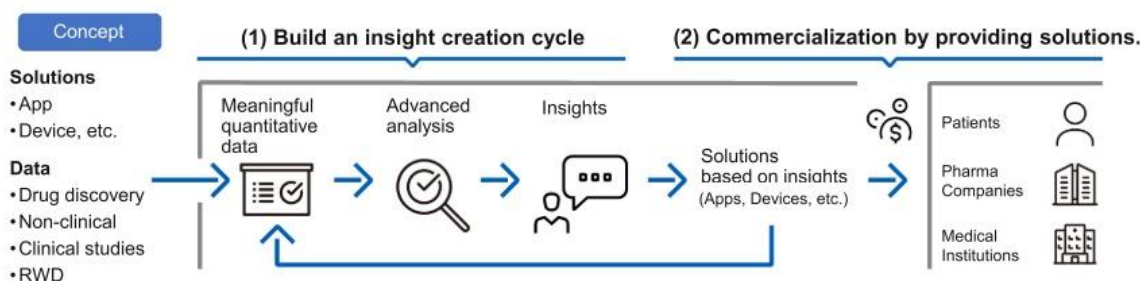 Concept
(1) Build an insight creation cycle
(2) Commercialization by providing solutions.
Solutions
•App
•Device, etc.
Data
•Drug discovery
•Non-clinical
•Clinical studies
•RWD
Meaningful
quantitative
data
Advanced
analysis
Insights
Solutions
based on insights
(Apps, Devices, etc.)
$
Patients
Pharma
Companies
Medical
Institutions